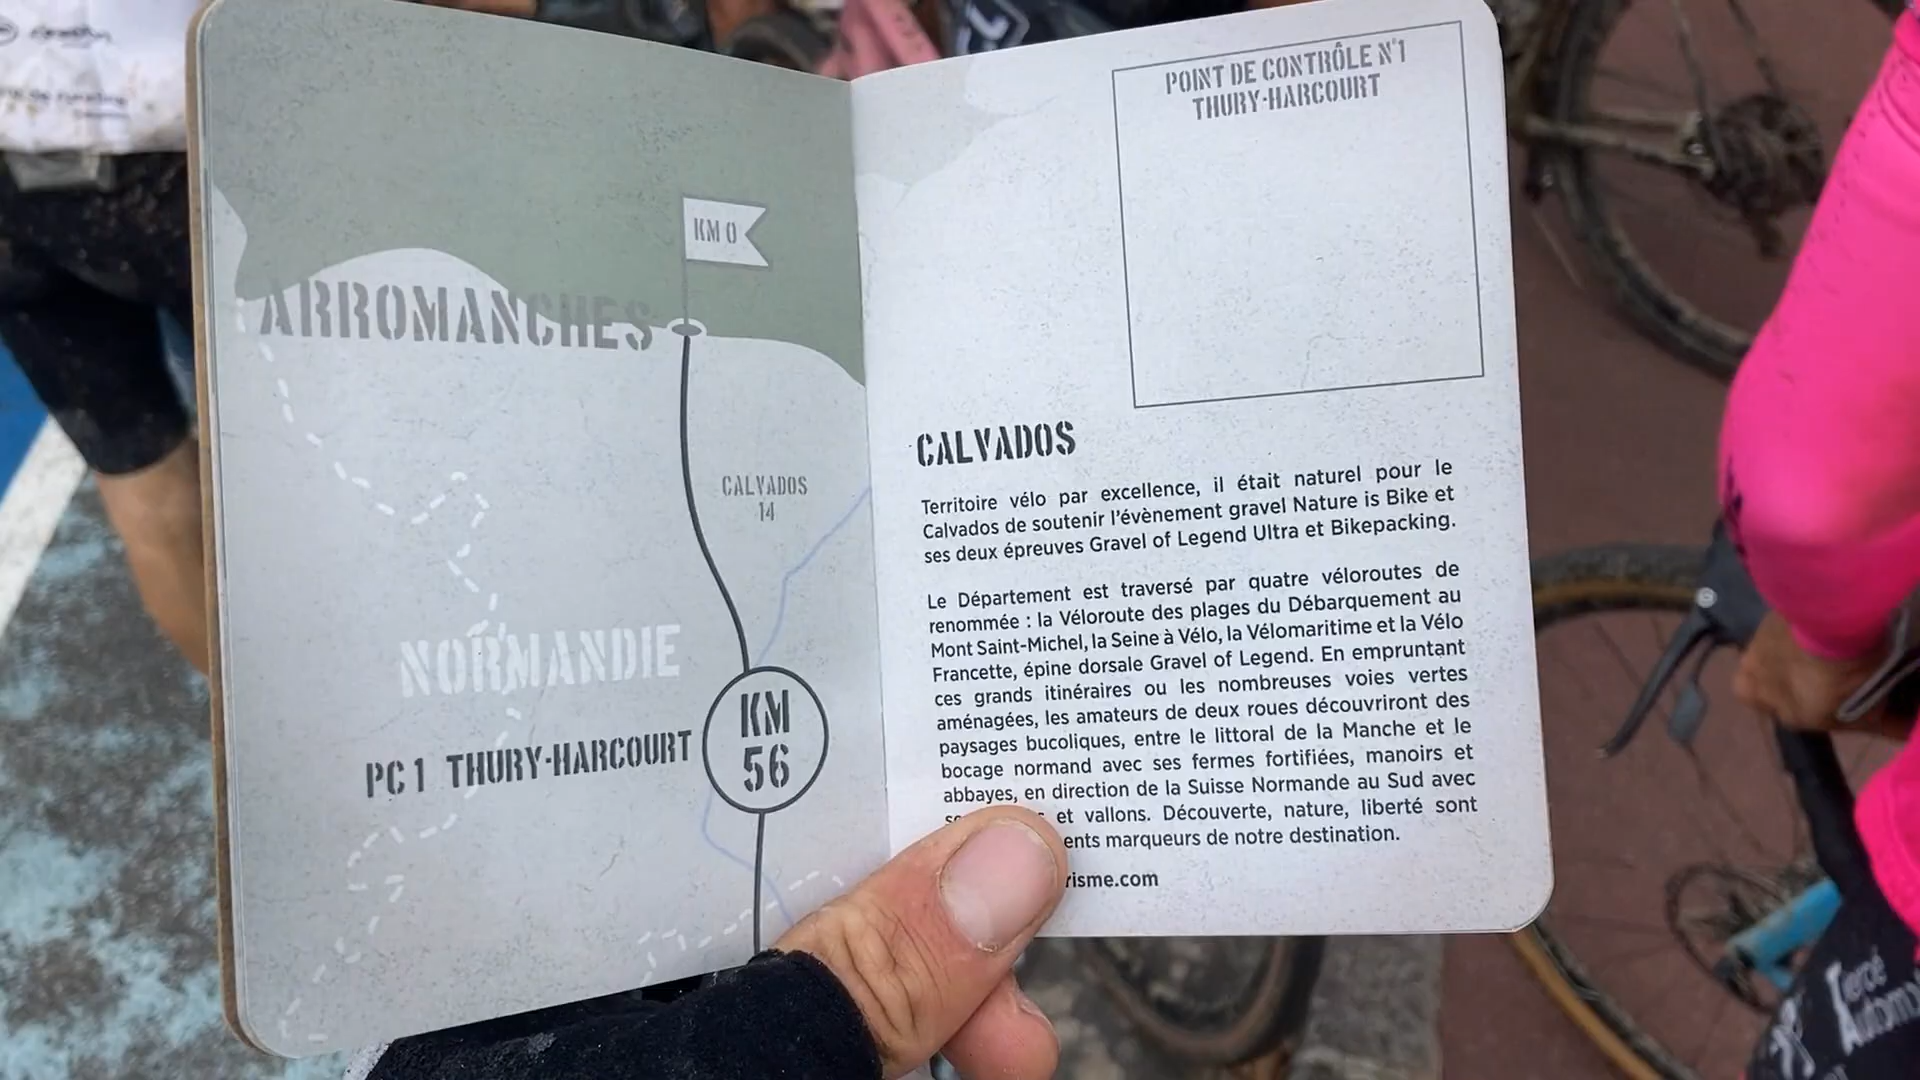 KM 0
ARROMANCHES
CALVADOS
14
NORMANDIE
PC 1 THURY-HARCOURT
KM
56
POINT DE CONTRÔLE N°1
THURY-HARCOURT
CALVADOS
Territoire vélo par excellence, il était naturel pour le
Calvados de soutenir l'évènement gravel Nature is Bike et
ses deux épreuves Gravel of Legend Ultra et Bikepacking.
Le Département est traversé par quatre véloroutes de
renommée : la Véloroute des plages du Débarquement au
Mont Saint-Michel, la Seine à Vélo, la Vélomaritime et la Vélo
Francette, épine dorsale Gravel of Legend. En empruntant
ces grands itinéraires ou les nombreuses voies vertes
aménagées, les amateurs de deux roues découvriront des
paysages bucoliques, entre le littoral de la Manche et le
bocage normand avec ses fermes fortifiées, manoirs et
abbayes, en direction de la Suisse Normande au Sud avec
et vallons. Découverte, nature, liberté sont
ents marqueurs de notre destination.
risme.com